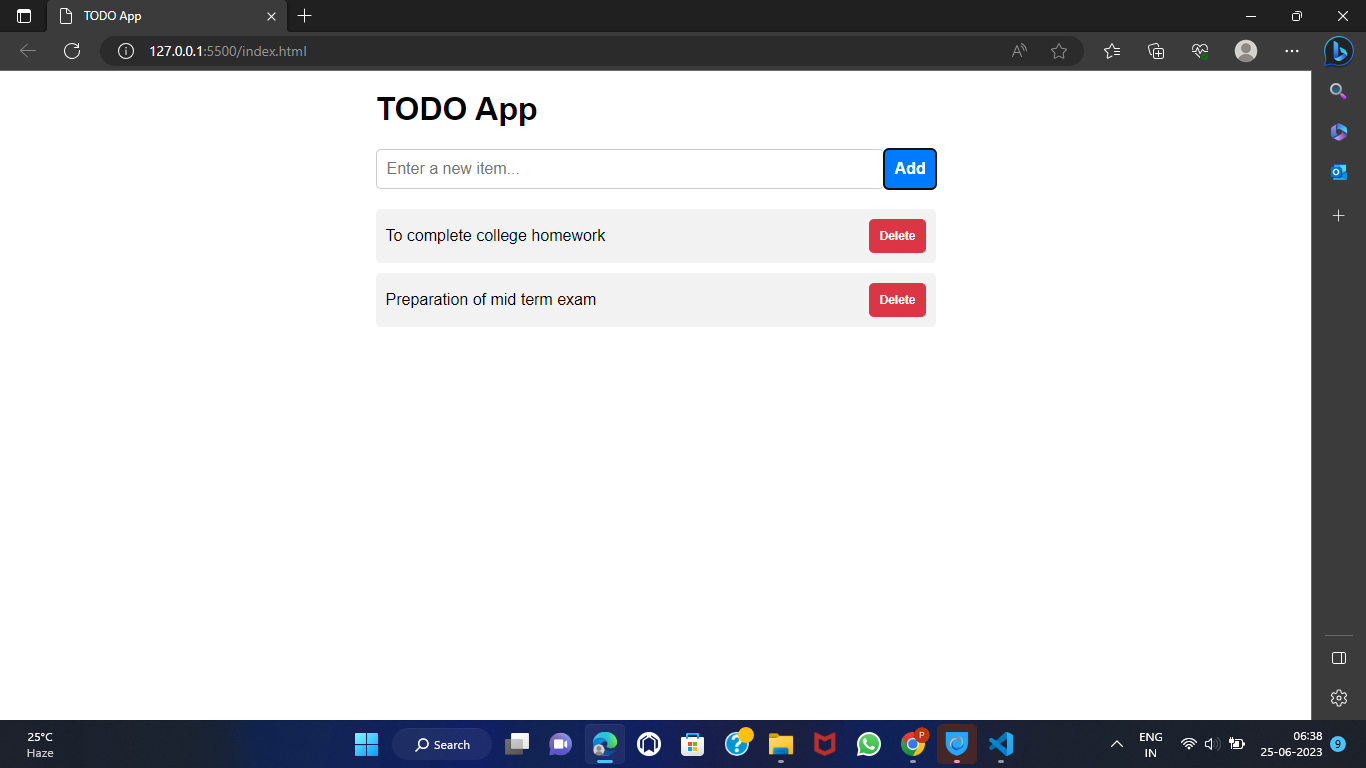 TODO App
127.0.0.1:5500/index.html
TODO App
Enter a new item...
Add
To complete college homework
Delete
Preparation of mid term exam
Delete
25°C
Haze
Search
P
ENG
IN
06:38
25-06-2023
9